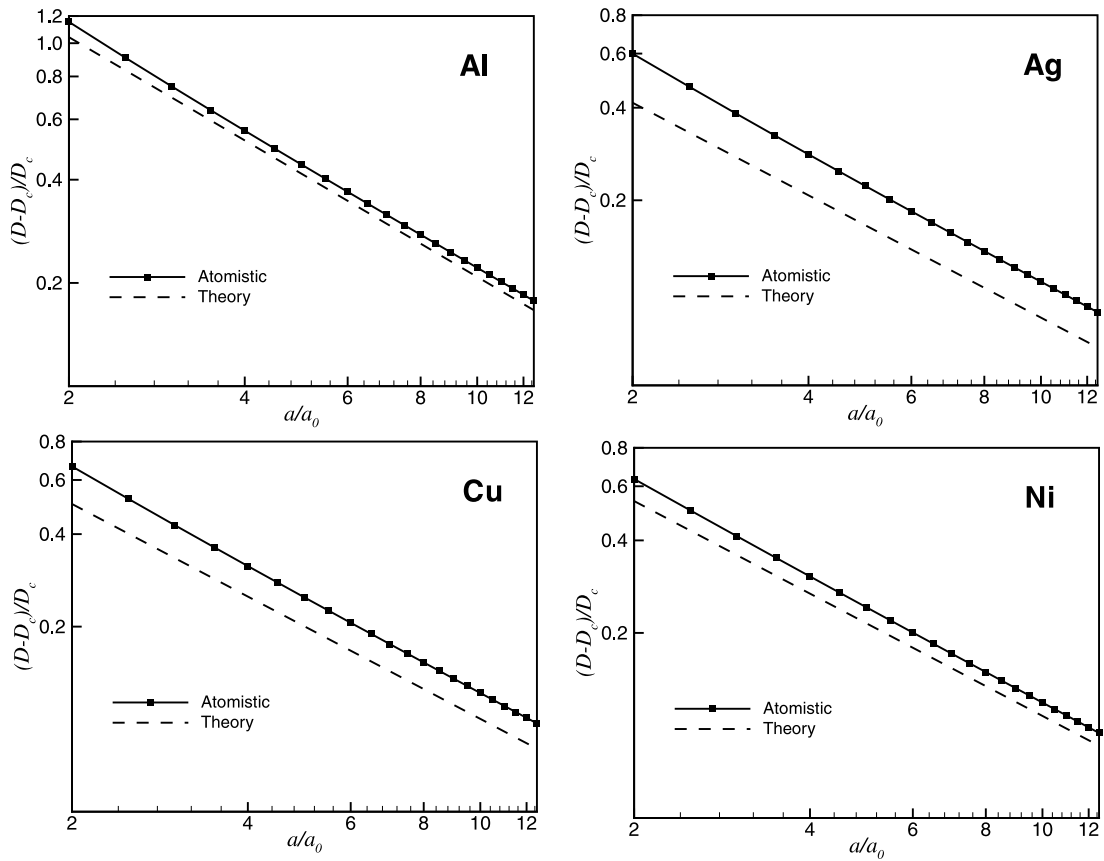 1.2
1.0
0.8
0.6
0.4
0.2
(D-D_c)/D_c
Al
Atomistic
Theory
2 4 6 8 10 12
a/a_0
0.6
0.4
0.2
(D-D_c)/D_c
Ag
Atomistic
Theory
2 4 6 8 10 12
a/a_0
0.8
0.6
0.4
0.2
(D-D_c)/D_c
Cu
Atomistic
Theory
2 4 6 8 10 12
a/a_0
0.8
0.6
0.4
0.2
(D-D_c)/D_c
Ni
Atomistic
Theory
2 4 6 8 10 12
a/a_0